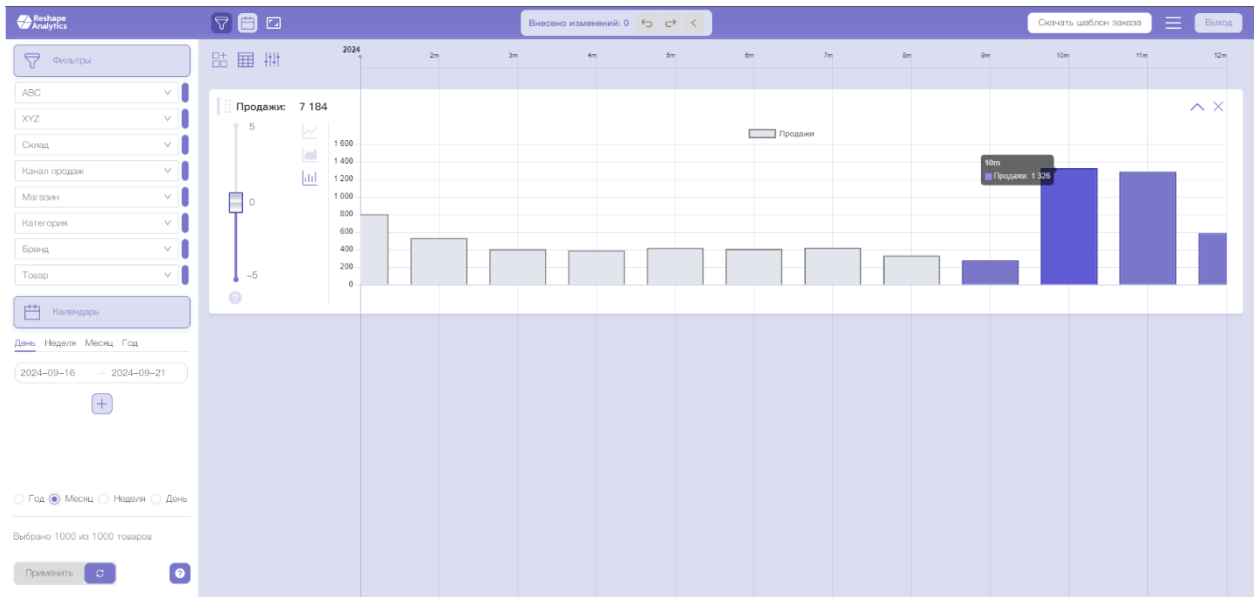 Reshape
Analytics
Внесено изменений: 0
Скачать шаблон заказа
Выход
Фильтры
ABC
XYZ
Склад
Канал продаж
Магазин
Категория
Бренд
Товар
Календарь
День Неделя Месяц Год
2024-09-16 → 2024-09-21
+
Год Месяц Неделя День
Выбрано 1000 из 1000 товаров
Применить
?
2024 2m 3m 4m 5m 6m 7m 8m 9m 10m 11m 12m
Продажи: 7 184
5
0
-5
?
Продажи
1 600
1 400
1 200
1 000
800
600
400
200
0
10m
Продажи: 1 326